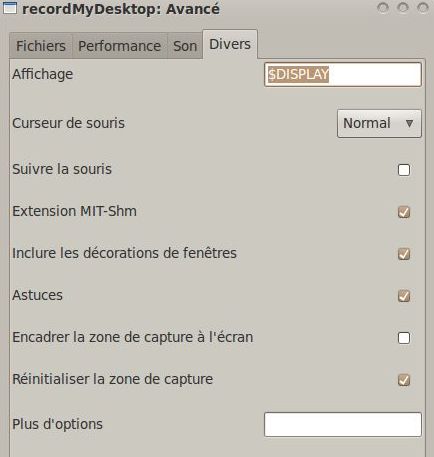 recordMyDesktop: Avancé
Fichiers Performance Son Divers
Affichage $DISPLAY
Curseur de souris Normal
Suivre la souris
Extension MIT-Shm
Inclure les décorations de fenêtres
Astuces
Encadrer la zone de capture à l'écran
Réinitialiser la zone de capture
Plus d'options